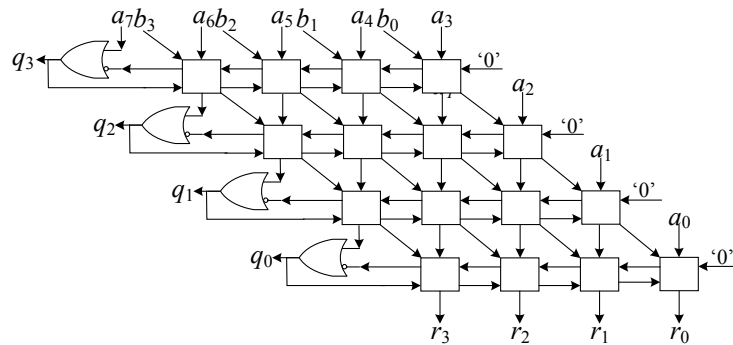 a₇b₃ a₆b₂ a₅b₁ a₄b₀ a₃
q₃ '0'
a₂
q₂ '0'
a₁
q₁ '0'
a₀
q₀ '0'
r₃ r₂ r₁ r₀